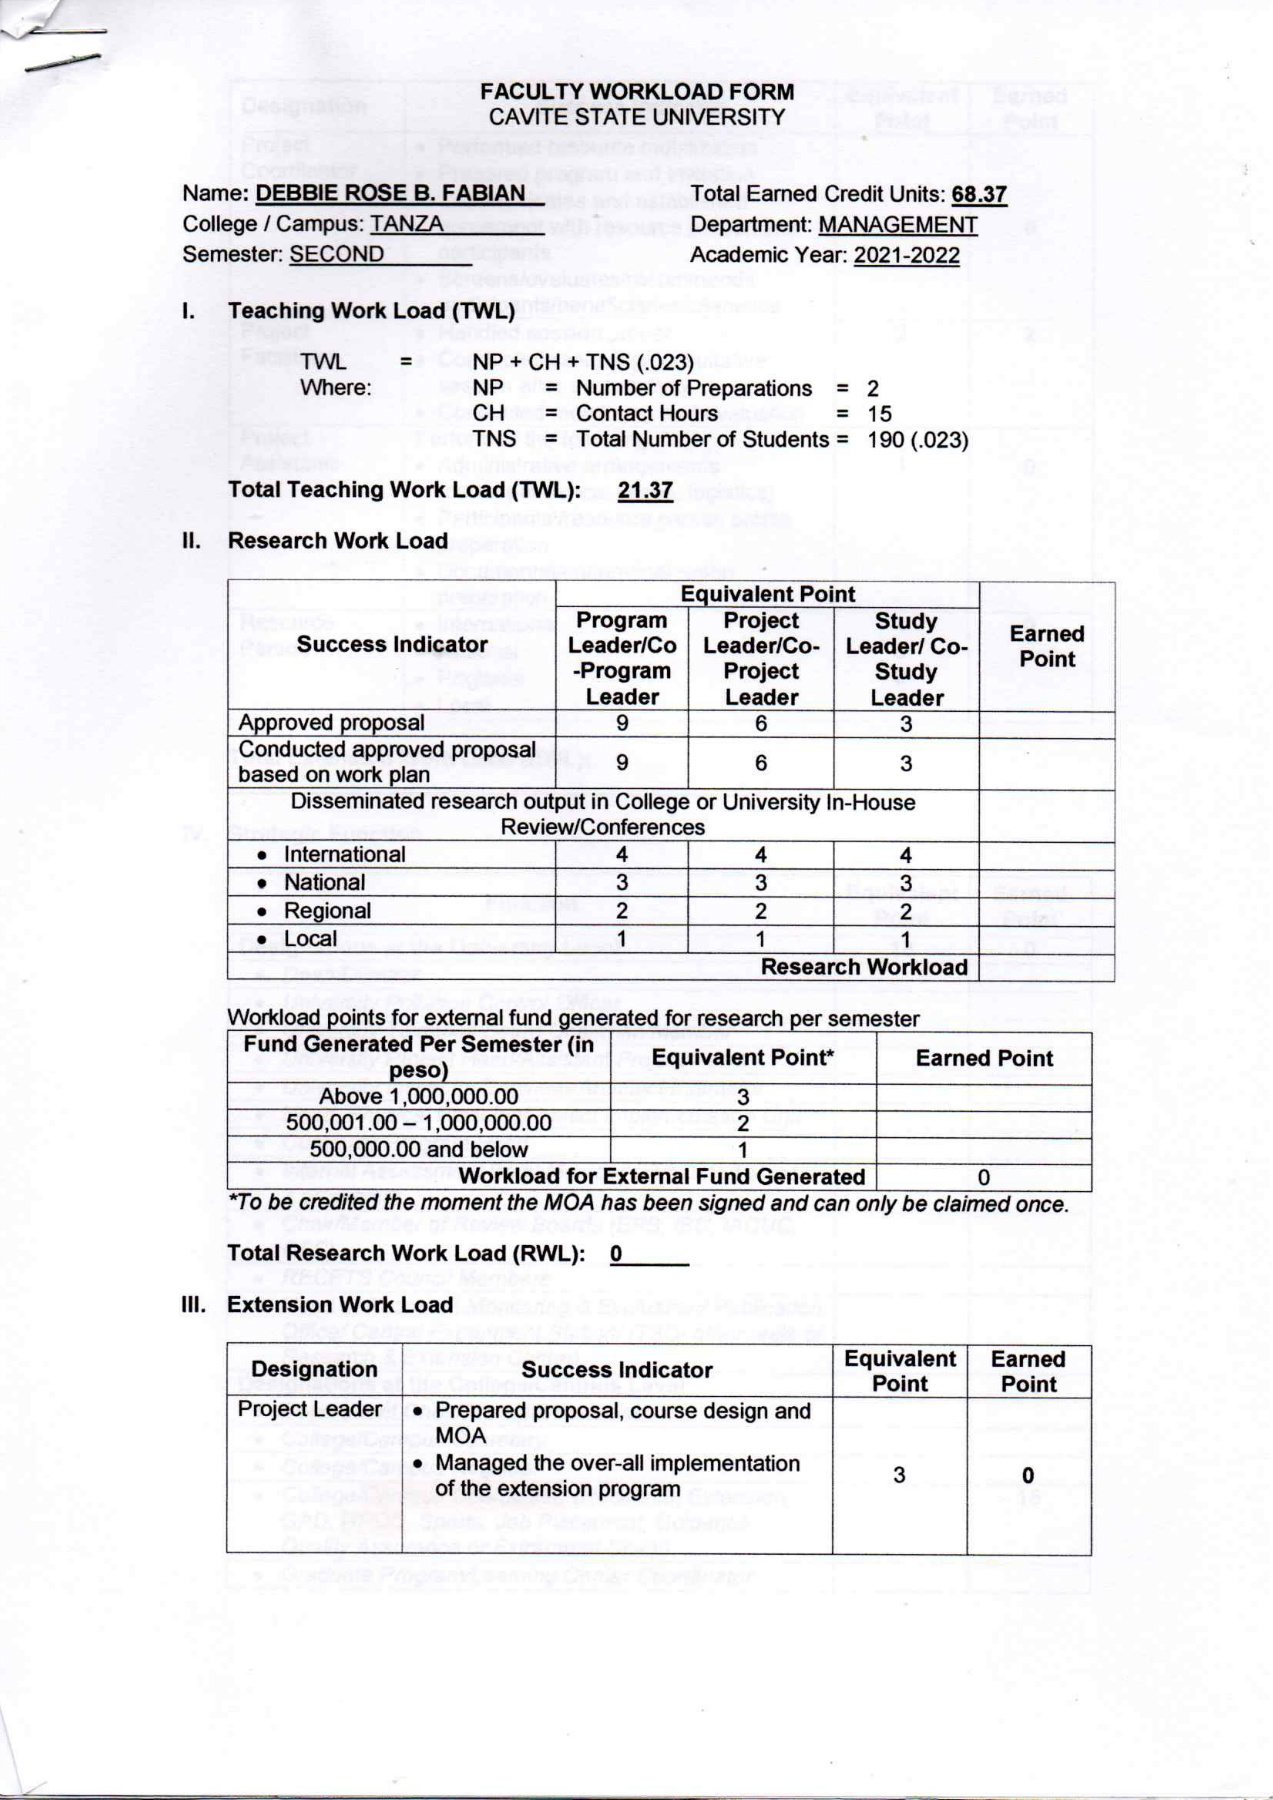 FACULTY WORKLOAD FORM
CAVITE STATE UNIVERSITY
Name: DEBBIE ROSE B. FABIAN Total Earned Credit Units: 68.37
College / Campus: TANZA Department: MANAGEMENT
Semester: SECOND Academic Year: 2021-2022
I. Teaching Work Load (TWL)
TWL = NP + CH + TNS (.023)
Where: NP = Number of Preparations = 2
CH = Contact Hours = 15
TNS = Total Number of Students = 190 (.023)
Total Teaching Work Load (TWL): 21.37
II. Research Work Load
Equivalent Point
Success Indicator
Program Leader/Co
-Program
Leader
Project
Leader/Co-
Project
Leader
Study
Leader/ Co-
Study
Leader
Earned
Point
Approved proposal 9 6 3
Conducted approved proposal
based on work plan 9 6 3
Disseminated research output in College or University In-House
Review/Conferences
• International 4 4 4
• National 3 3 3
• Regional 2 2 2
• Local 1 1 1
Research Workload
Workload points for external fund generated for research per semester
Fund Generated Per Semester (in
peso) Equivalent Point* Earned Point
Above 1,000,000.00 3
500,001.00 – 1,000,000.00 2
500,000.00 and below 1
Workload for External Fund Generated 0
*To be credited the moment the MOA has been signed and can only be claimed once.
Total Research Work Load (RWL): 0
III. Extension Work Load
Designation Success Indicator Equivalent
Point
Earned
Point
Project Leader • Prepared proposal, course design and
MOA
• Managed the over-all implementation
of the extension program 3 0